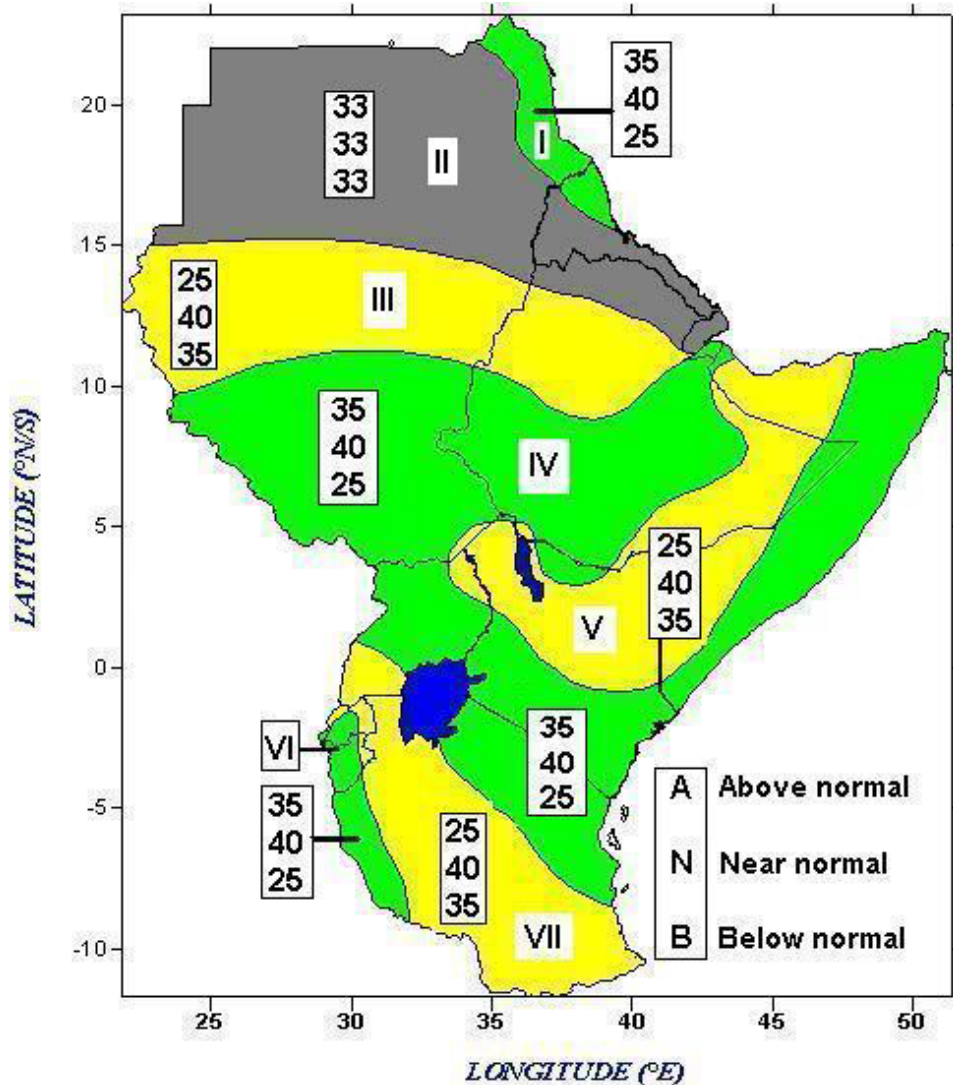 35
40
25
20
33
33
33
I
II
15
25
40
35
III
10
35
40
25
IV
5
25
40
35
V
0
VI
35
40
25
35
40
25
-5
25
40
35
VII
-10
A Above normal
N Near normal
B Below normal
25 30 35 40 45 50
LATITUDE (°N/S)
LONGITUDE (°E)